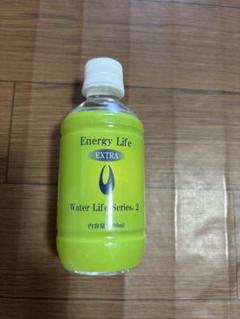 Energy Life
EXTRA
Water Life Series. 2
内容量